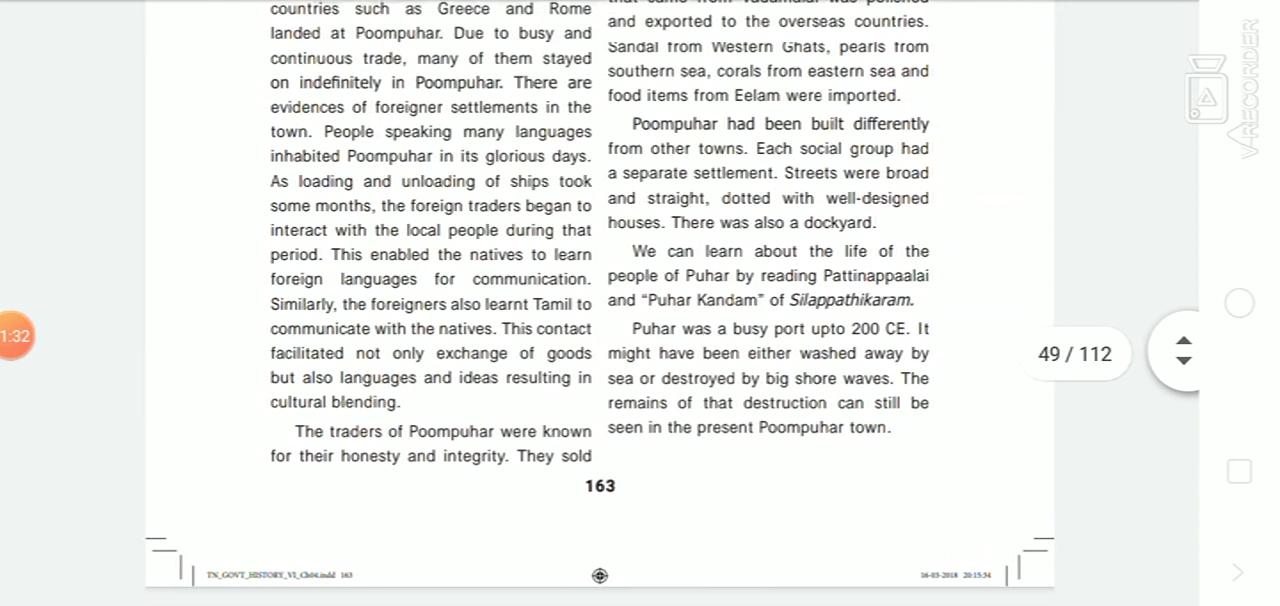 countries such as Greece and Rome
landed at Poompuhar. Due to busy and
continuous trade, many of them stayed
on indefinitely in Poompuhar. There are
evidences of foreigner settlements in the
town. People speaking many languages
inhabited Poompuhar in its glorious days.
As loading and unloading of ships took
some months, the foreign traders began to
interact with the local people during that
period. This enabled the natives to learn
foreign languages for communication.
Similarly, the foreigners also learnt Tamil to
communicate with the natives. This contact
facilitated not only exchange of goods
but also languages and ideas resulting in
cultural blending.
The traders of Poompuhar were known
for their honesty and integrity. They sold
and exported to the overseas countries.
Sandal from Western Ghats, pearls from
southern sea, corals from eastern sea and
food items from Eelam were imported.
Poompuhar had been built differently
from other towns. Each social group had
a separate settlement. Streets were broad
and straight, dotted with well-designed
houses. There was also a dockyard.
We can learn about the life of the
people of Puhar by reading Pattinappaalai
and “Puhar Kandam” of Silappathikaram.
Puhar was a busy port upto 200 CE. It
might have been either washed away by
sea or destroyed by big shore waves. The
remains of that destruction can still be
seen in the present Poompuhar town.
163
TN_GOVT_HISTORY_VI_Ch04.indd 163
16-03-2018 20:15:34
1:32
49 / 112
V-RECORDER